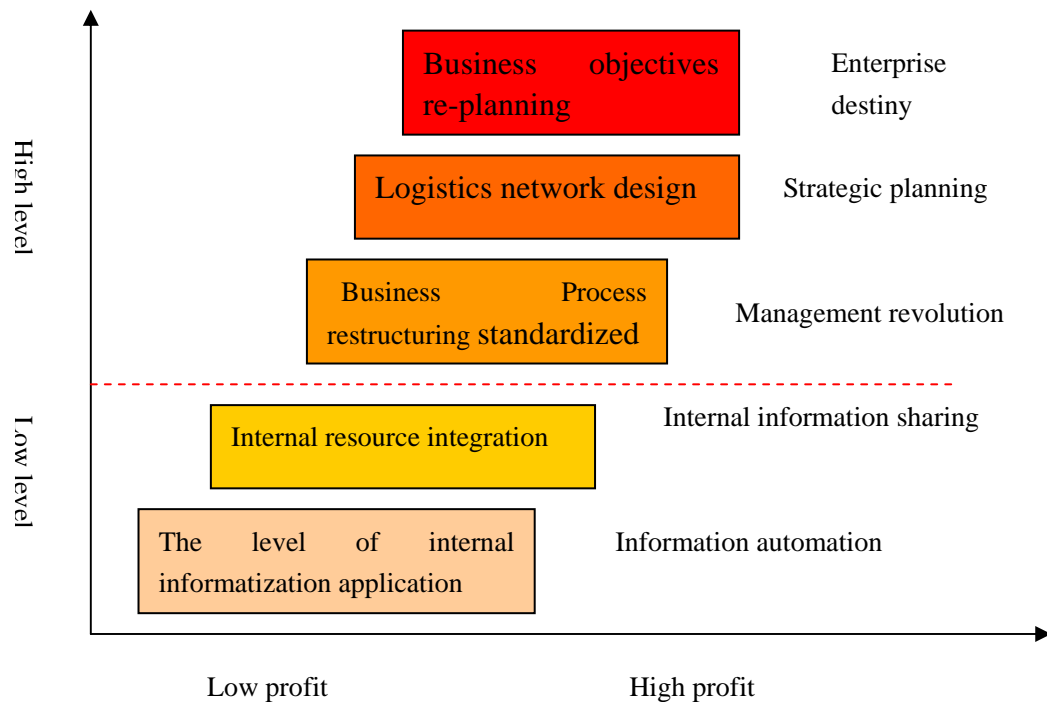 Business objectives
re-planning
Enterprise
destiny
High level
Logistics network design
Strategic planning
Business Process
restructuring standardized
Management revolution
Low level
Internal resource integration
Internal information sharing
The level of internal
informatization application
Information automation
Low profit
High profit